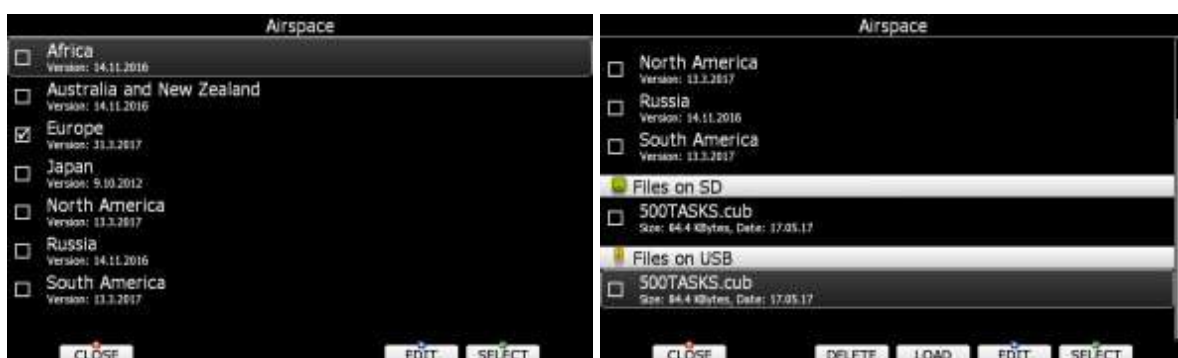 Airspace
Africa
Version: 14.11.2016
Australia and New Zealand
Version: 14.11.2016
Europe
Version: 31.3.2017
Japan
Version: 9.10.2012
North America
Version: 13.3.2017
Russia
Version: 14.11.2016
South America
Version: 13.3.2017
CLOSE
EDIT
SELECT
Airspace
North America
Version: 13.3.2017
Russia
Version: 14.11.2016
South America
Version: 13.3.2017
Files on SD
500TASKS.cub
Size: 84.4 KBytes, Date: 17.05.17
Files on USB
500TASKS.cub
Size: 84.4 KBytes, Date: 17.05.17
CLOSE
DELETE
LOAD
EDIT
SELECT